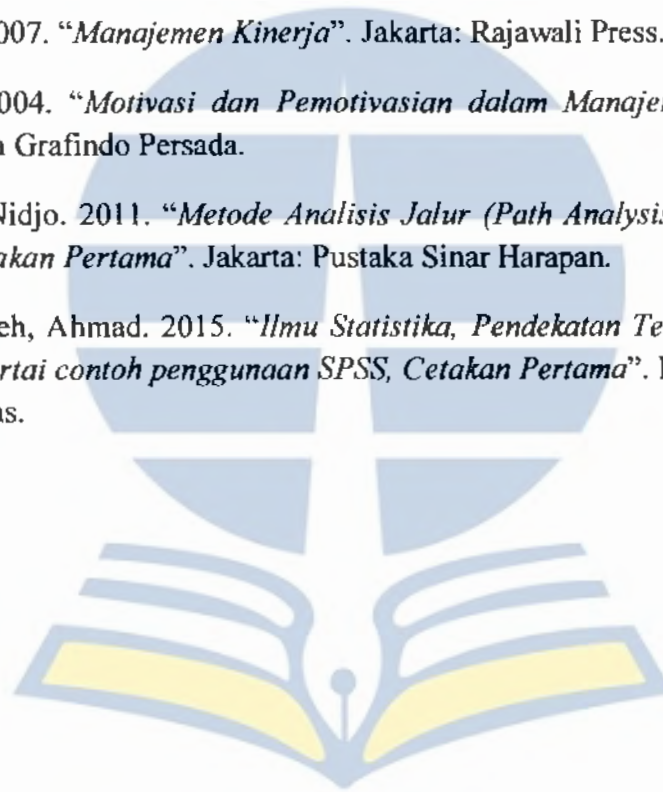 007. “Manajemen Kinerja”. Jakarta: Rajawali Press.
004. “Motivasi dan Pemotivasian dalam Manajer
Grafindo Persada.
Nidjo. 2011. “Metode Analisis Jalur (Path Analysis
akan Pertama”. Jakarta: Pustaka Sinar Harapan.
eh, Ahmad. 2015. “Ilmu Statistika, Pendekatan Te
rtai contoh penggunaan SPSS, Cetakan Pertama”.
as.